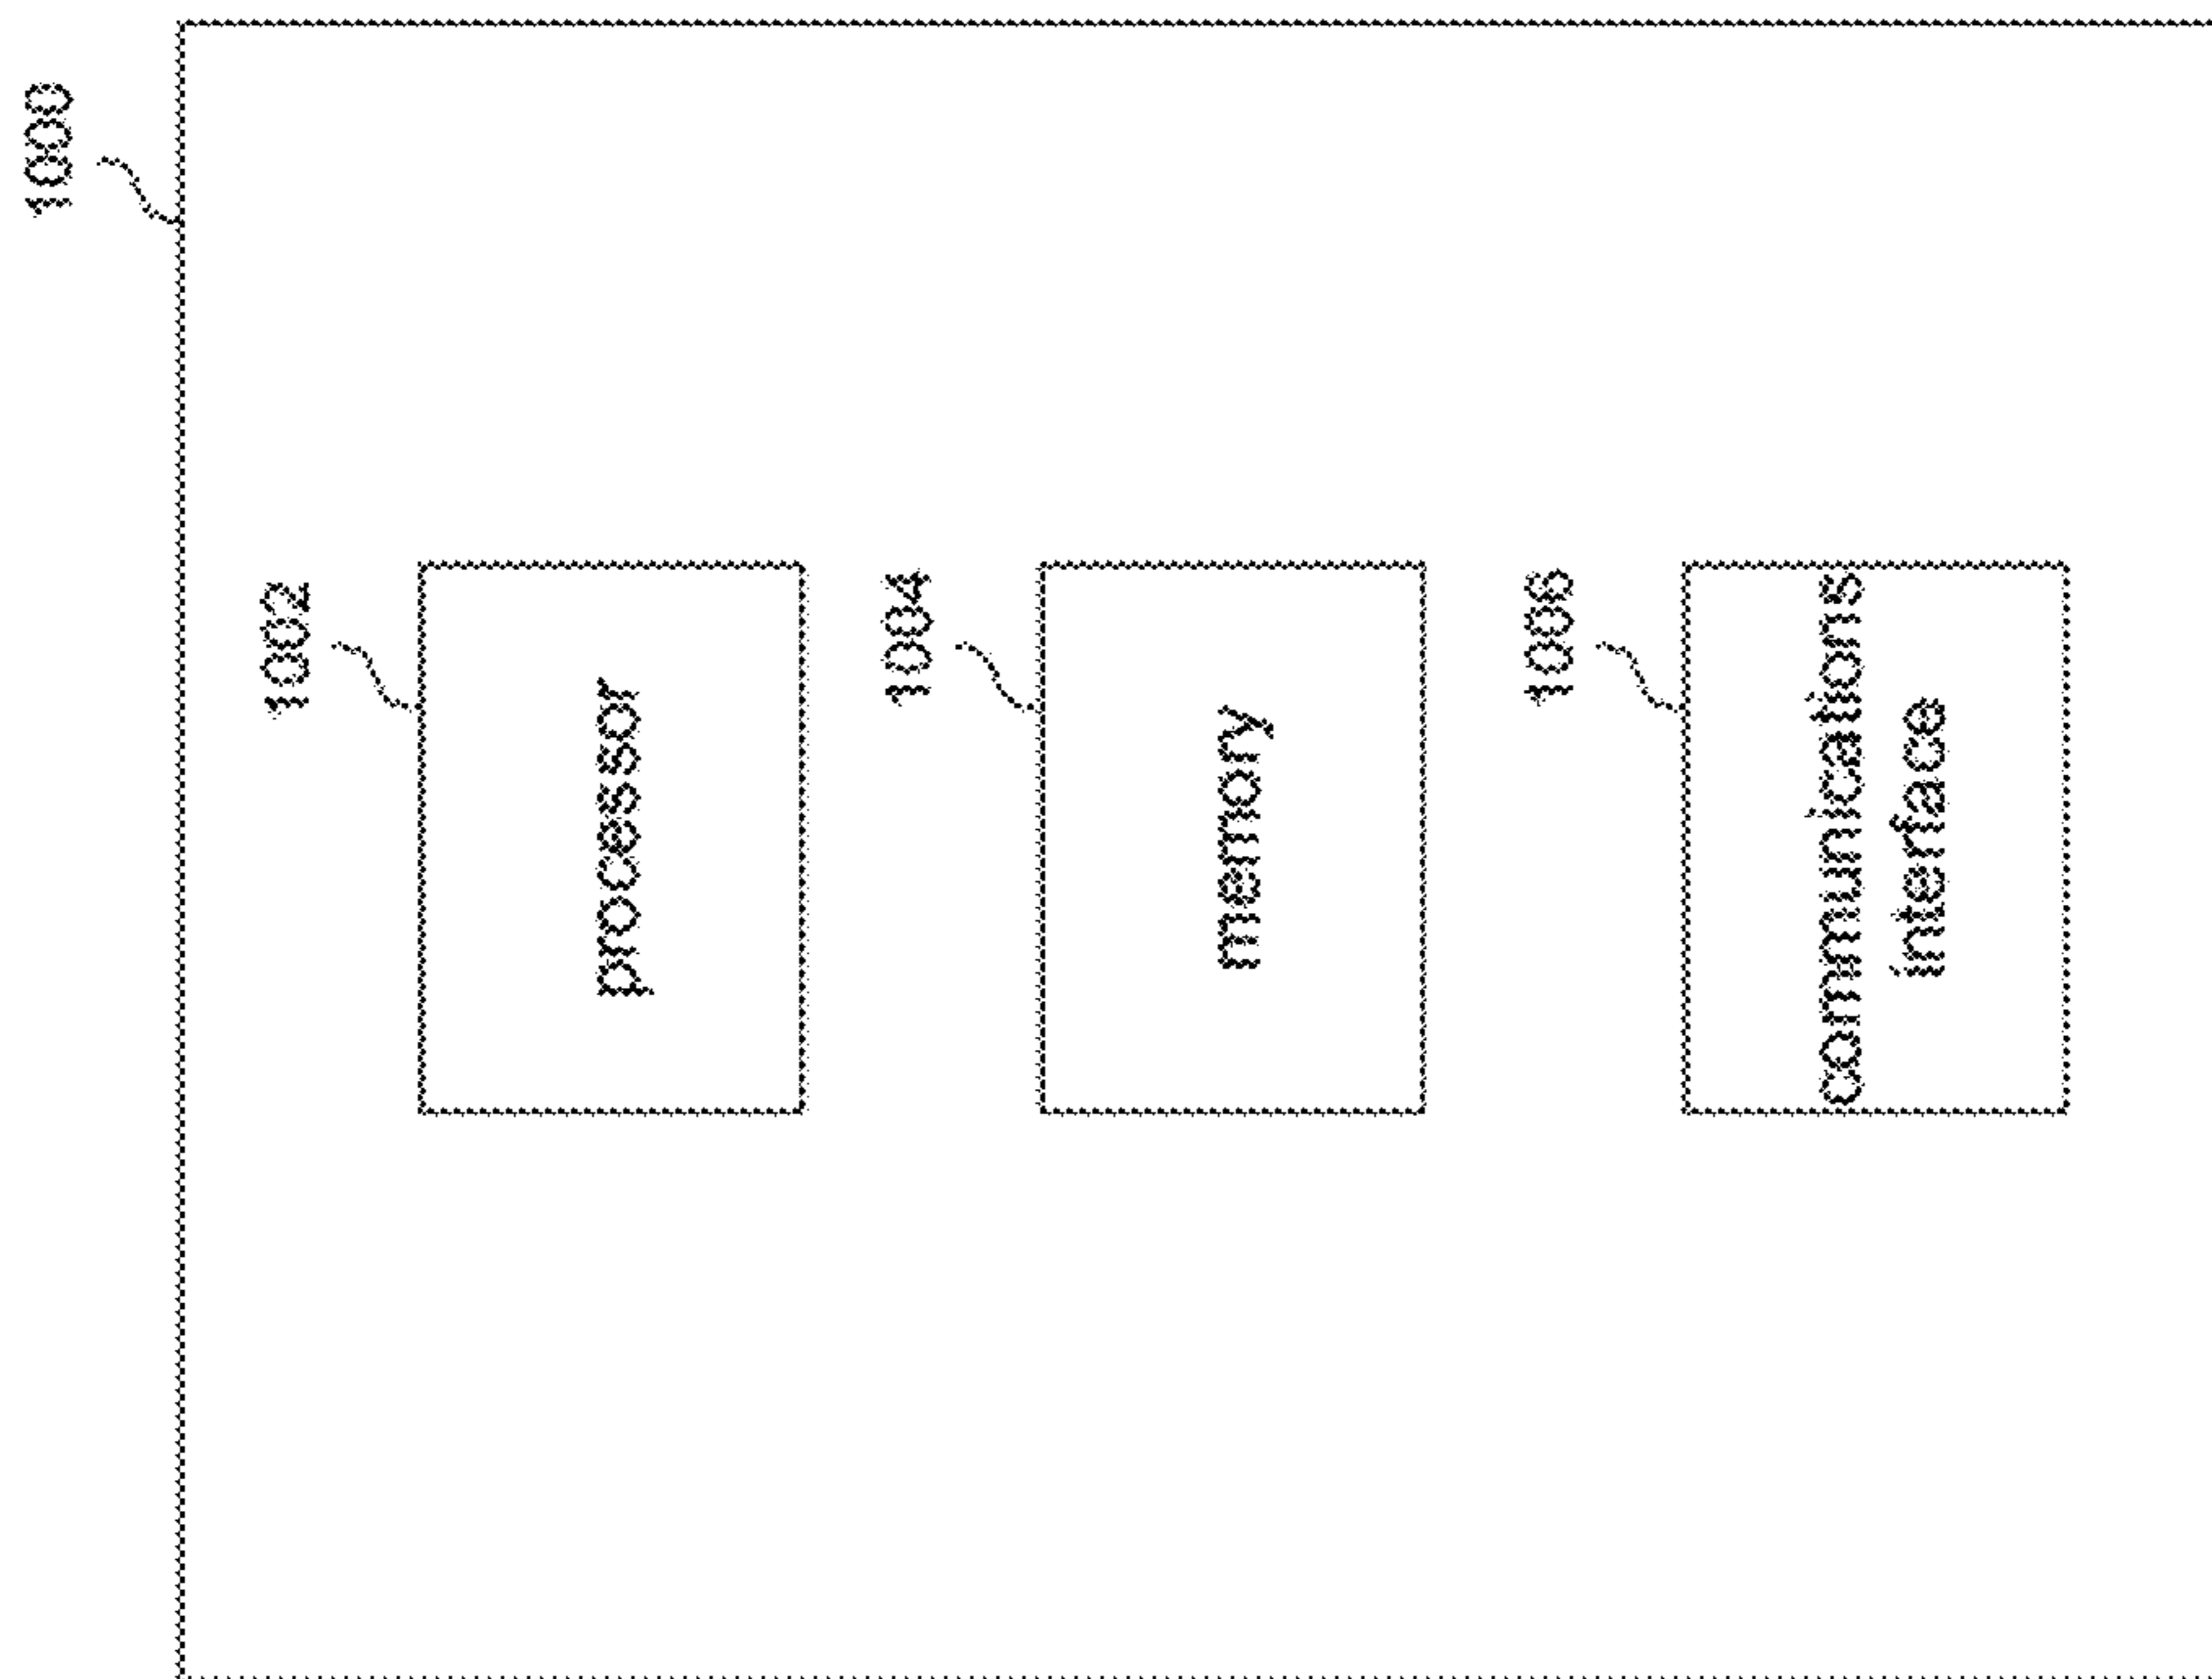 1000
1002
processor
1004
memory
1006
communications
interface